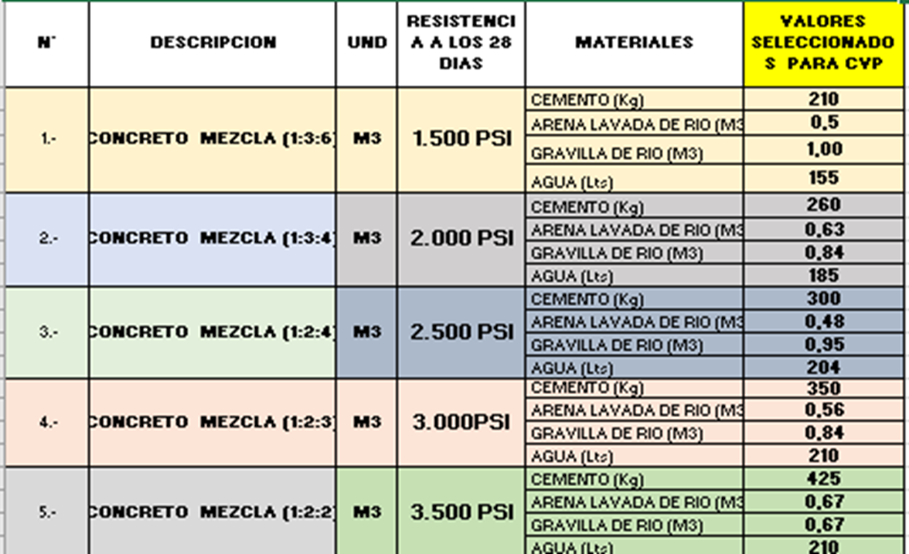 N° DESCRIPCION UND RESISTENCI A A LOS 28 DIAS MATERIALES VALORES SELECCIONADO S PARA CVP
1.- CONCRETO MEZCLA (1:3:6) M3 1.500 PSI
CEMENTO (Kg) 210
ARENA LAVADA DE RIO (M3 0,5
GRAVILLA DE RIO (M3) 1,00
AGUA (Lts) 155
2.- CONCRETO MEZCLA (1:3:4) M3 2.000 PSI
CEMENTO (Kg) 260
ARENA LAVADA DE RIO (M3 0,63
GRAVILLA DE RIO (M3) 0,84
AGUA (Lts) 185
3.- CONCRETO MEZCLA (1:2:4) M3 2.500 PSI
CEMENTO (Kg) 300
ARENA LAVADA DE RIO (M3 0,48
GRAVILLA DE RIO (M3) 0,95
AGUA (Lts) 204
4.- CONCRETO MEZCLA (1:2:3) M3 3.000PSI
CEMENTO (Kg) 350
ARENA LAVADA DE RIO (M3 0,56
GRAVILLA DE RIO (M3) 0,84
AGUA (Lts) 210
5.- CONCRETO MEZCLA (1:2:2) M3 3.500 PSI
CEMENTO (Kg) 425
ARENA LAVADA DE RIO (M3 0,67
GRAVILLA DE RIO (M3) 0,67
AGUA (Lts) 210